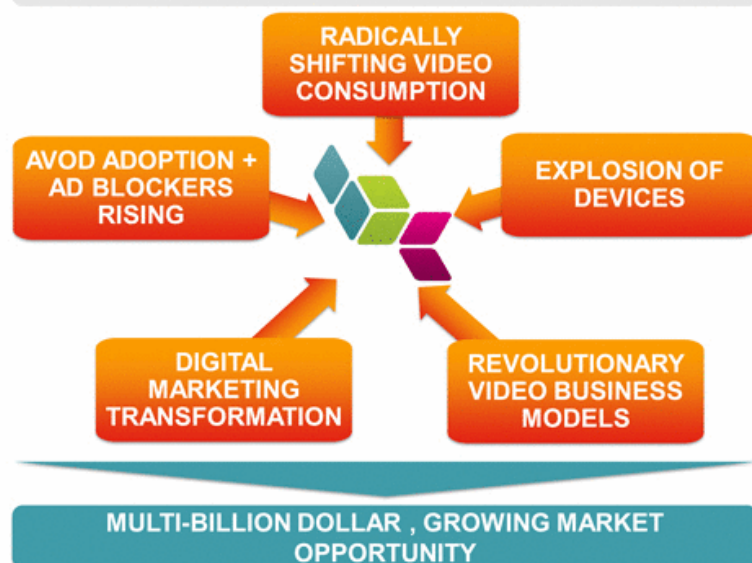 RADICALLY
SHIFTING VIDEO
CONSUMPTION
AVOD ADOPTION +
AD BLOCKERS
RISING
EXPLOSION OF
DEVICES
DIGITAL
MARKETING
TRANSFORMATION
REVOLUTIONARY
VIDEO BUSINESS
MODELS
MULTI-BILLION DOLLAR , GROWING MARKET
OPPORTUNITY